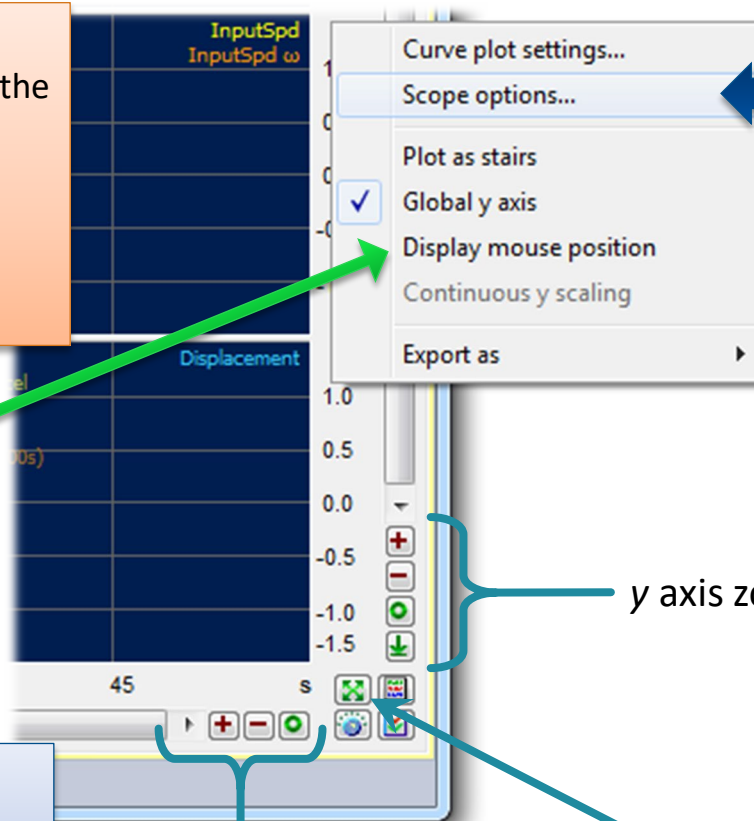 the
InputSpd
InputSpd ω
Curve plot settings...
Scope options...
Plot as stairs
Global y axis
Display mouse position
Continuous y scaling
Export as
Displacement
1.0
0.5
0.0
-0.5
-1.0
-1.5
y axis
45
s